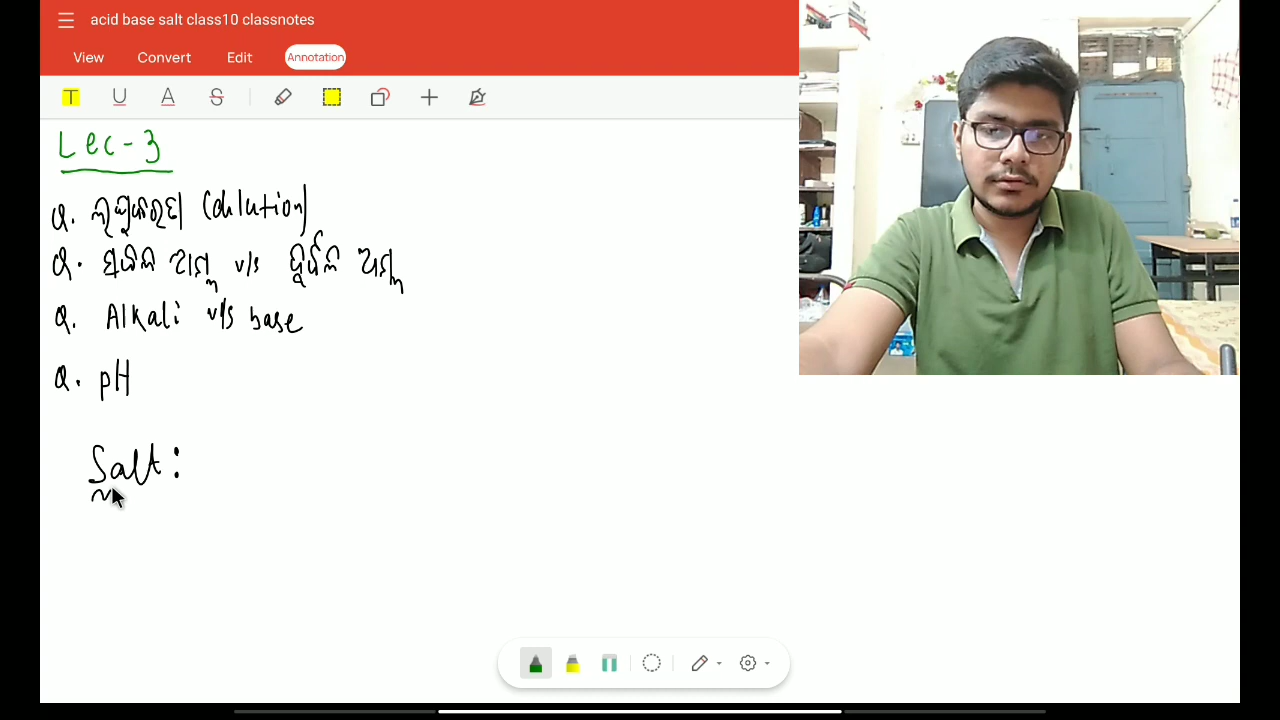 acid base salt class10 classnotes
View Convert Edit Annotation
T U A S
Lec-3
Q. ଲଘୁକରଣ (dilution)
Q. ସବଳ ଅମ୍ଳ v/s ଦୁର୍ବଳ ଅମ୍ଳ
Q. Alkali v/s base
Q. pH
Salt: